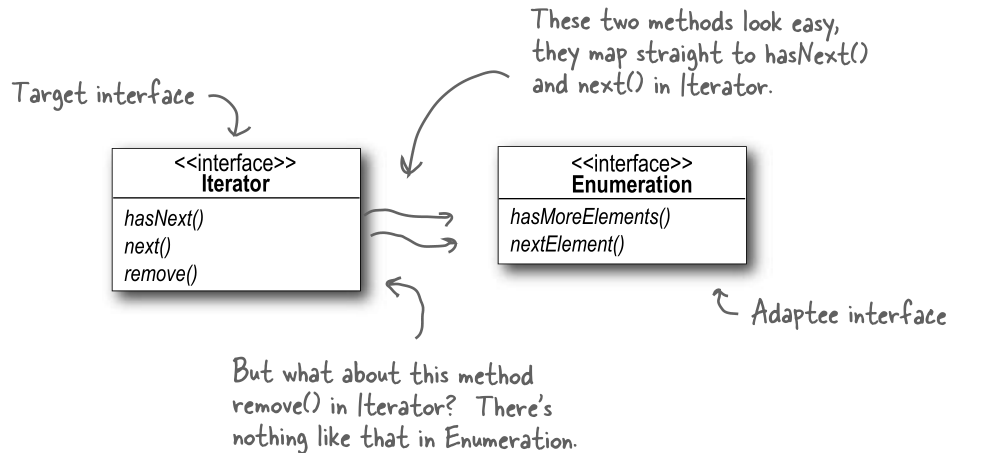 These two methods look easy,
they map straight to hasNext()
and next() in Iterator.
Target interface
<<interface>>
Iterator
hasNext()
next()
remove()
<<interface>>
Enumeration
hasMoreElements()
nextElement()
Adaptee interface
But what about this method
remove() in Iterator? There's
nothing like that in Enumeration.